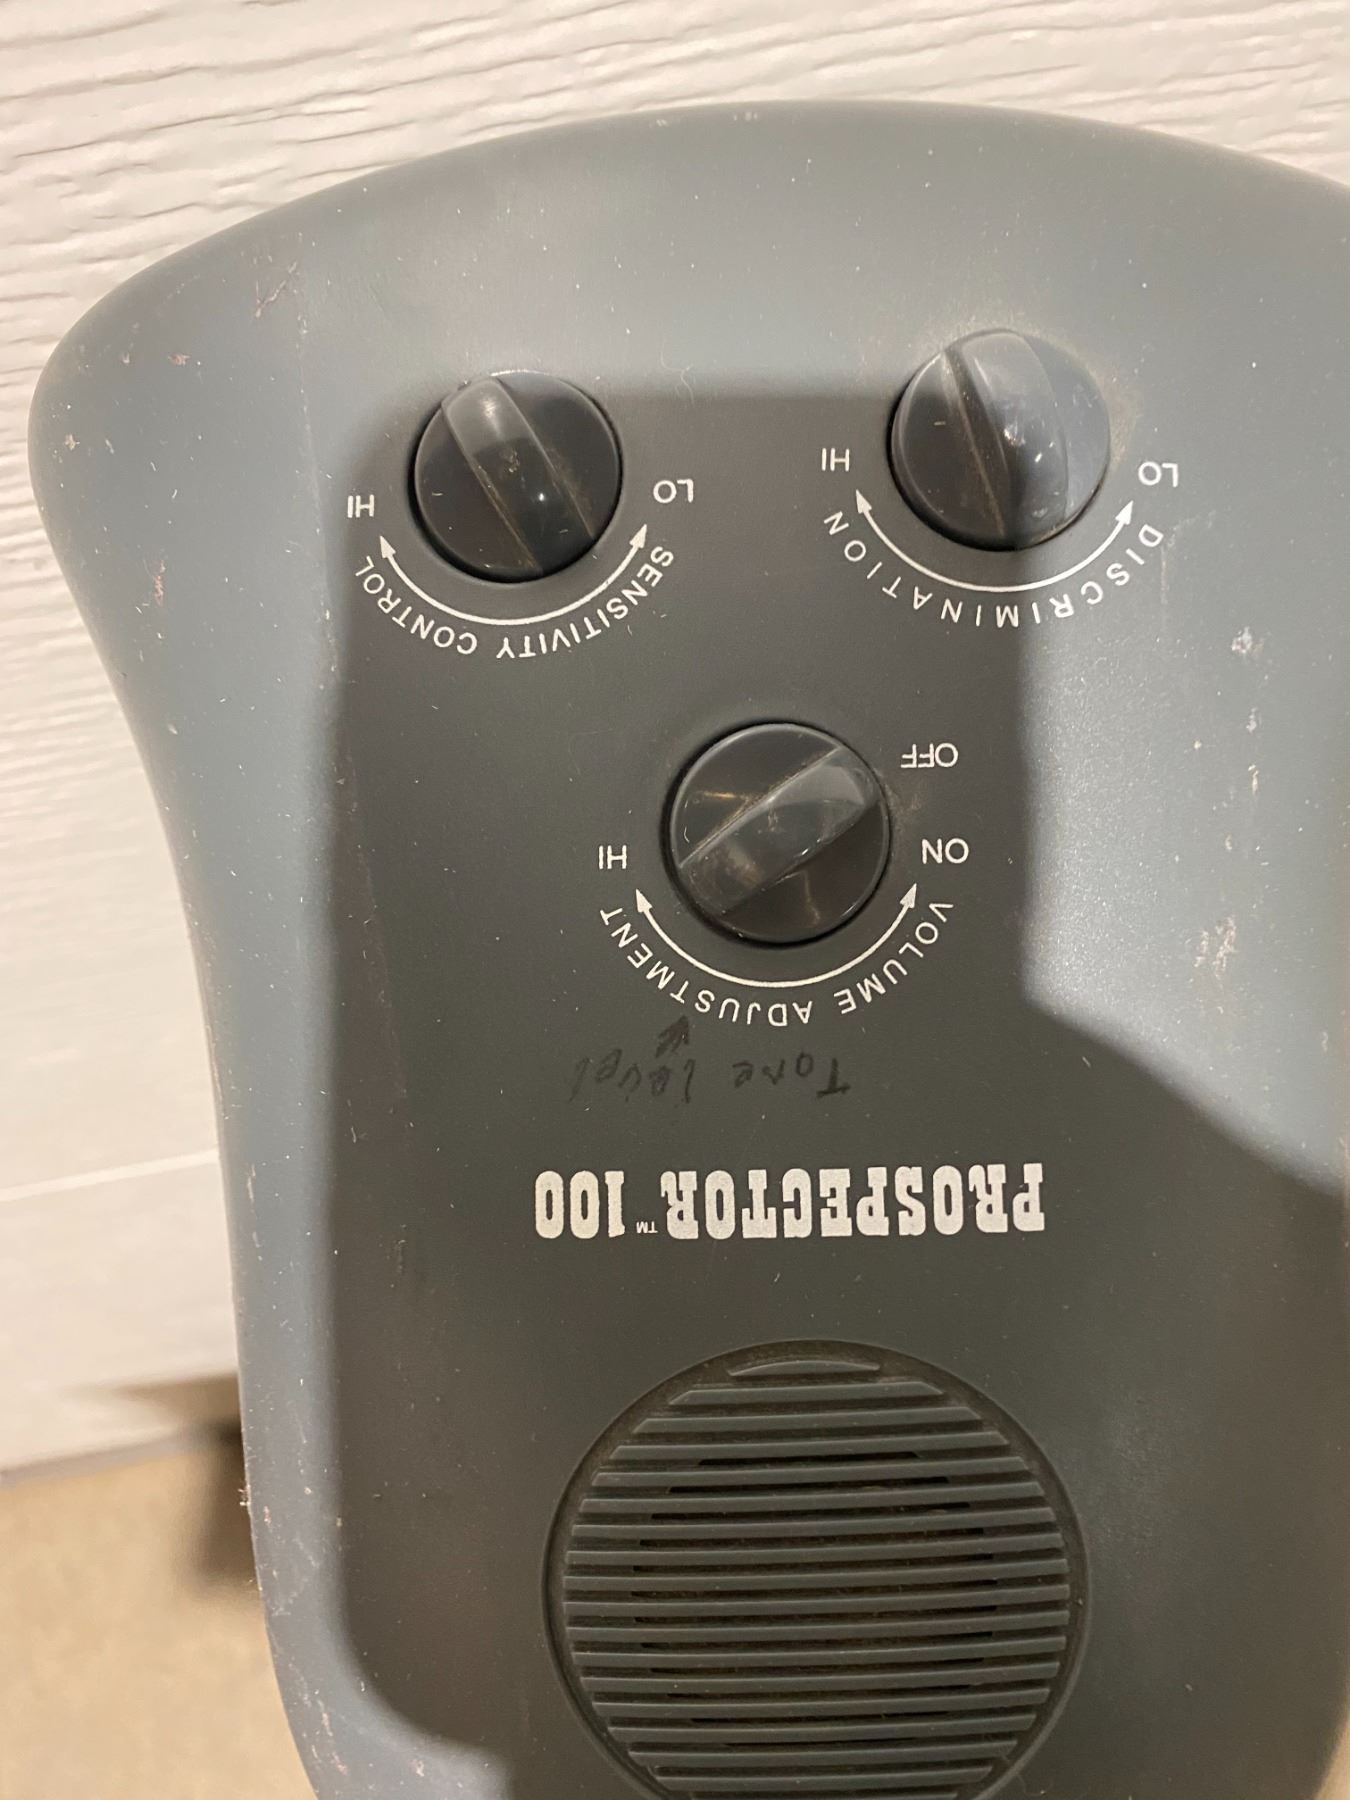 PROSPECTOR™ 100
Tone level
VOLUME ADJUSTMENT
ON HI
OFF
DISCRIMINATION
LO HI
SENSITIVITY CONTROL
LO HI